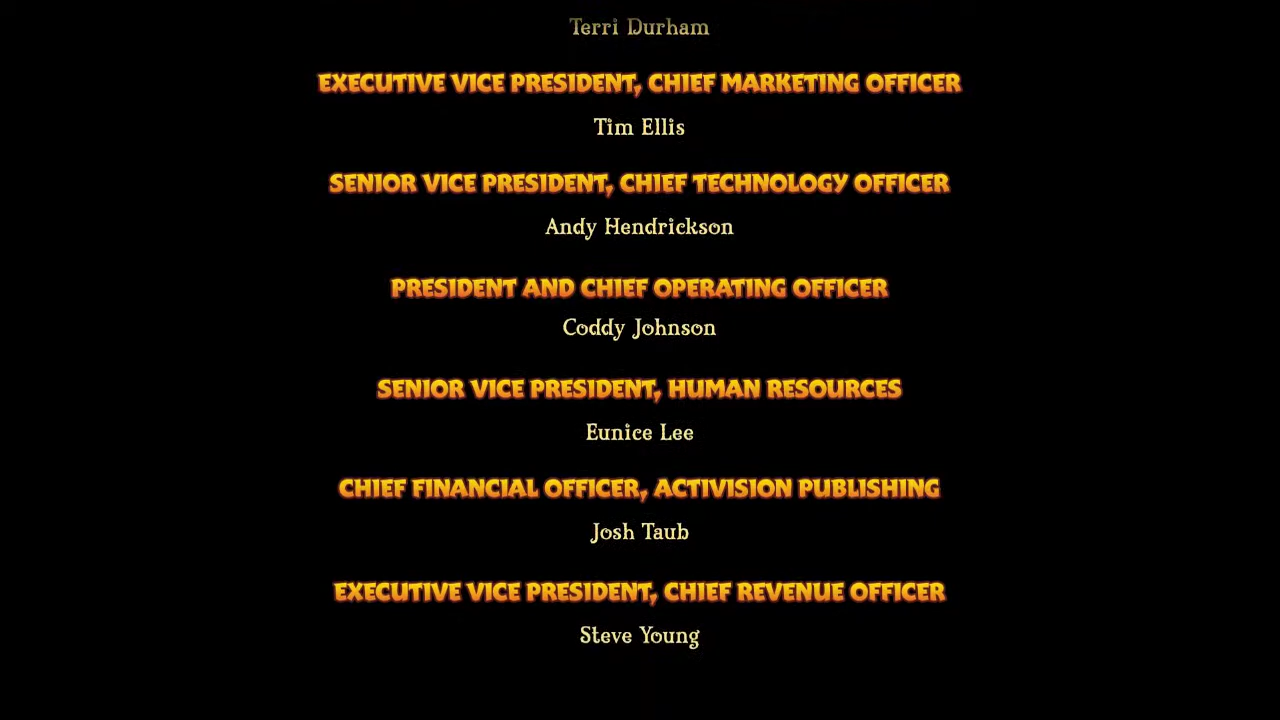 Terri Durham
EXECUTIVE VICE PRESIDENT, CHIEF MARKETING OFFICER
Tim Ellis
SENIOR VICE PRESIDENT, CHIEF TECHNOLOGY OFFICER
Andy Hendrickson
PRESIDENT AND CHIEF OPERATING OFFICER
Coddy Johnson
SENIOR VICE PRESIDENT, HUMAN RESOURCES
Eunice Lee
CHIEF FINANCIAL OFFICER, ACTIVISION PUBLISHING
Josh Taub
EXECUTIVE VICE PRESIDENT, CHIEF REVENUE OFFICER
Steve Young